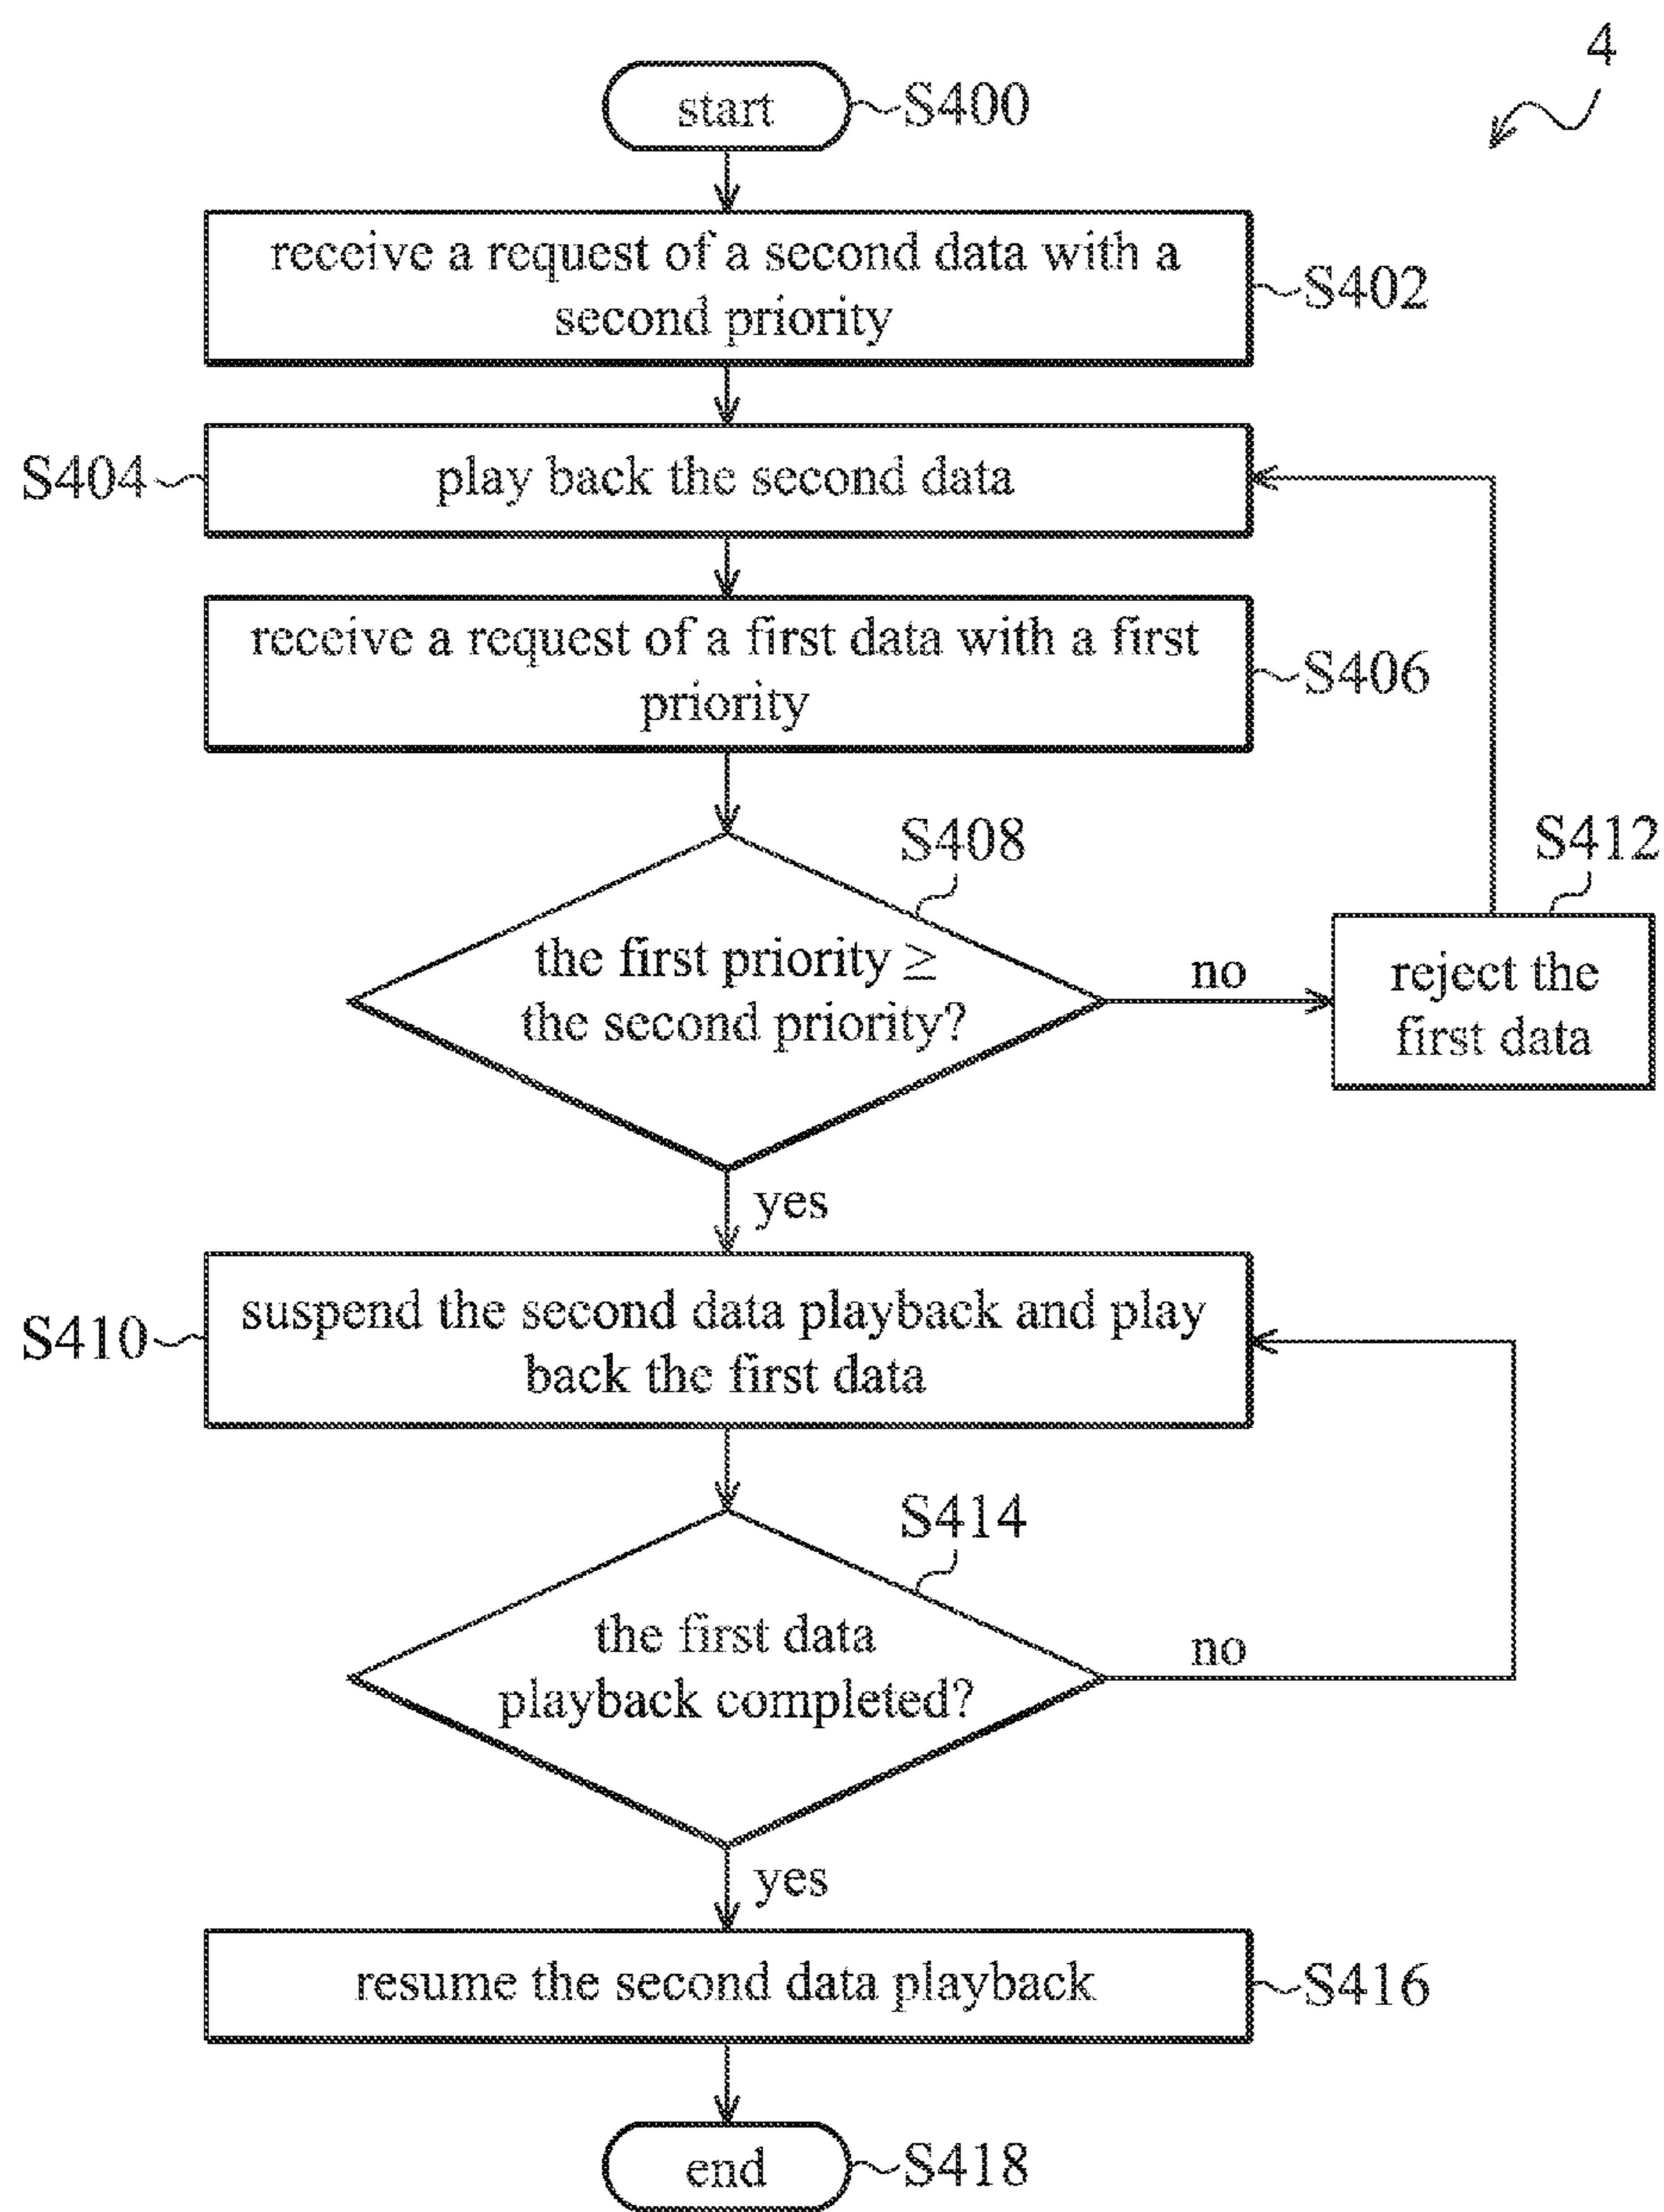 4
start
S400
receive a request of a second data with a
second priority
S402
S404
play back the second data
receive a request of a first data with a first
priority
S406
S408
the first priority ≥
the second priority?
no
S412
reject the
first data
yes
S410
suspend the second data playback and play
back the first data
S414
the first data
playback completed?
no
yes
resume the second data playback
S416
end
S418